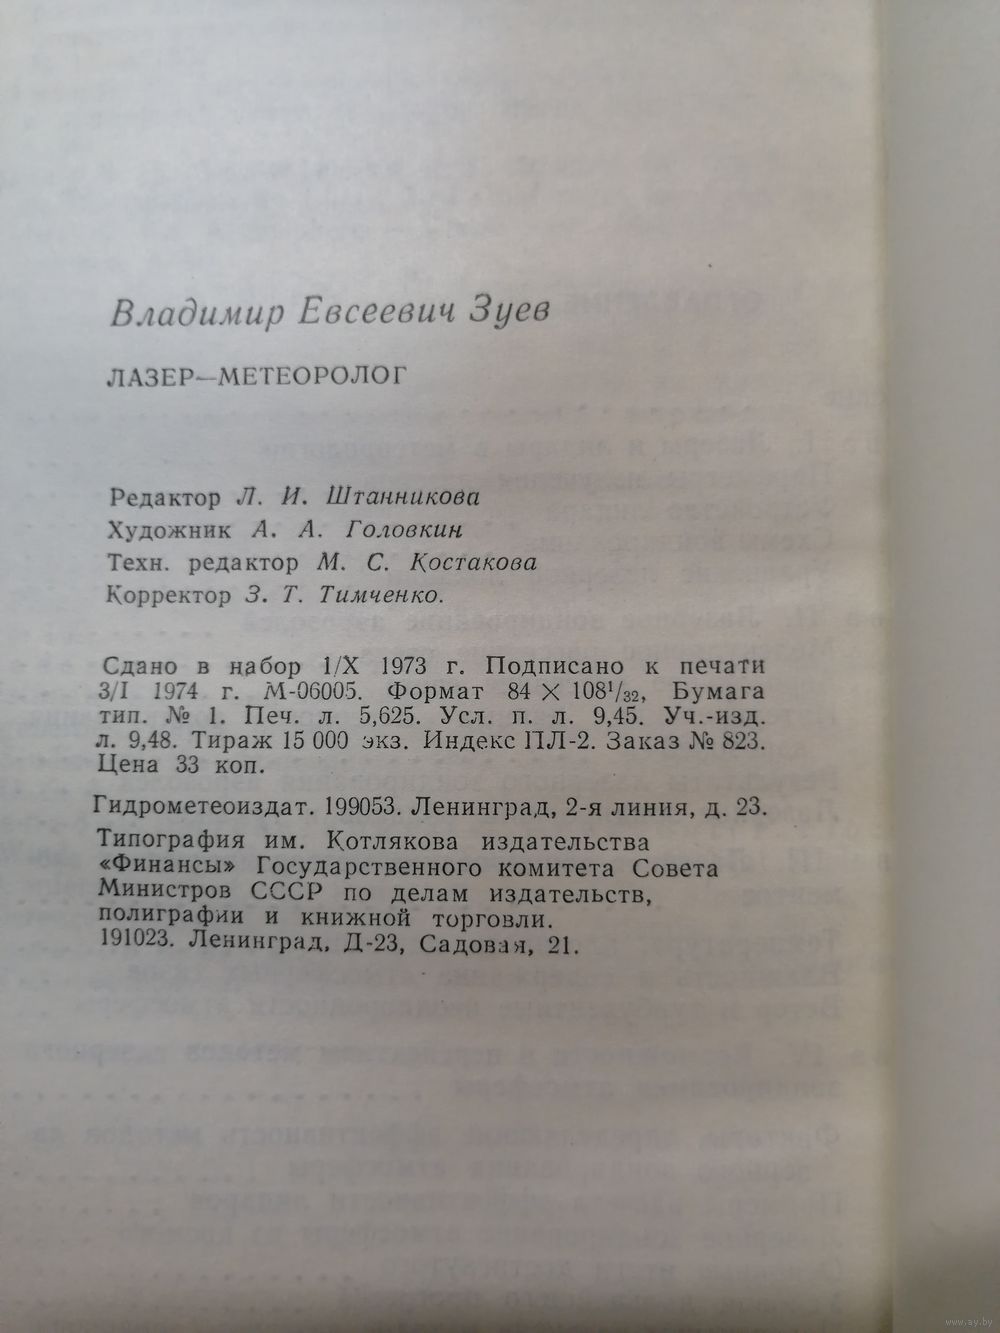 Владимир Евсеевич Зуев
ЛАЗЕР—МЕТЕОРОЛОГ
Редактор Л. И. Штанникова
Художник А. А. Головкин
Техн. редактор М. С. Костакова
Корректор З. Т. Тимченко.
Сдано в набор 1/X 1973 г. Подписано к печати
3/I 1974 г. М-06005. Формат 84 × 108¹/₃₂, Бумага
тип. № 1. Печ. л. 5,625. Усл. п. л. 9,45. Уч.-изд.
л. 9,48. Тираж 15 000 экз. Индекс ПЛ-2. Заказ № 823.
Цена 33 коп.
Гидрометеоиздат. 199053. Ленинград, 2-я линия, д. 23.
Типография им. Котлякова издательства
«Финансы» Государственного комитета Совета
Министров СССР по делам издательств,
полиграфии и книжной торговли.
191023. Ленинград, Д-23, Садовая, 21.
www.ay.by